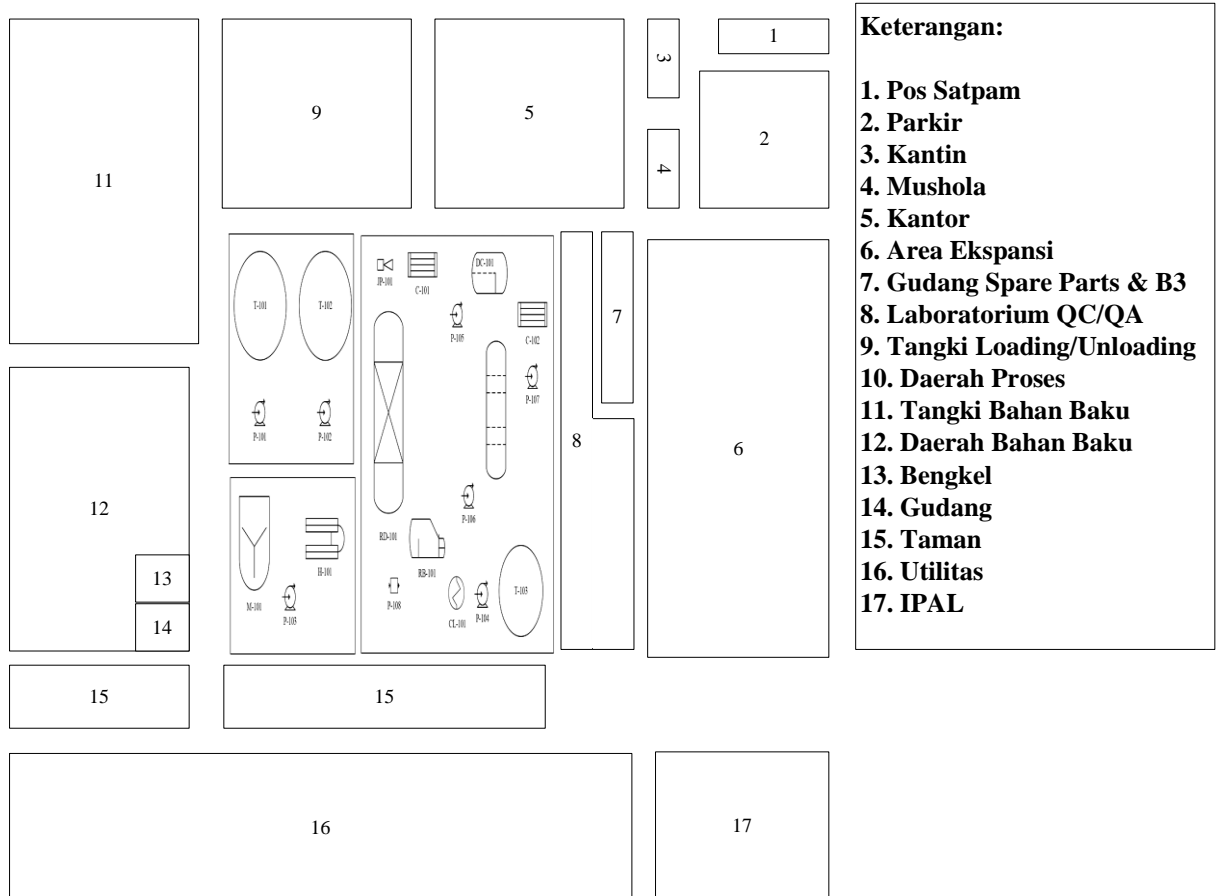 1
3
9
5
2
4
11
Keterangan:
1. Pos Satpam
2. Parkir
3. Kantin
4. Mushola
5. Kantor
6. Area Ekspansi
7. Gudang Spare Parts & B3
8. Laboratorium QC/QA
9. Tangki Loading/Unloading
10. Daerah Proses
11. Tangki Bahan Baku
12. Daerah Bahan Baku
13. Bengkel
14. Gudang
15. Taman
16. Utilitas
17. IPAL
T-101
T-102
P-101
P-102
JP-101
C-101
DC-101
P-105
C-102
P-107
7
8
6
12
13
14
M-101
H-101
P-103
RD-101
RB-101
P-106
P-108
CL-101
P-104
T-103
15
15
16
17